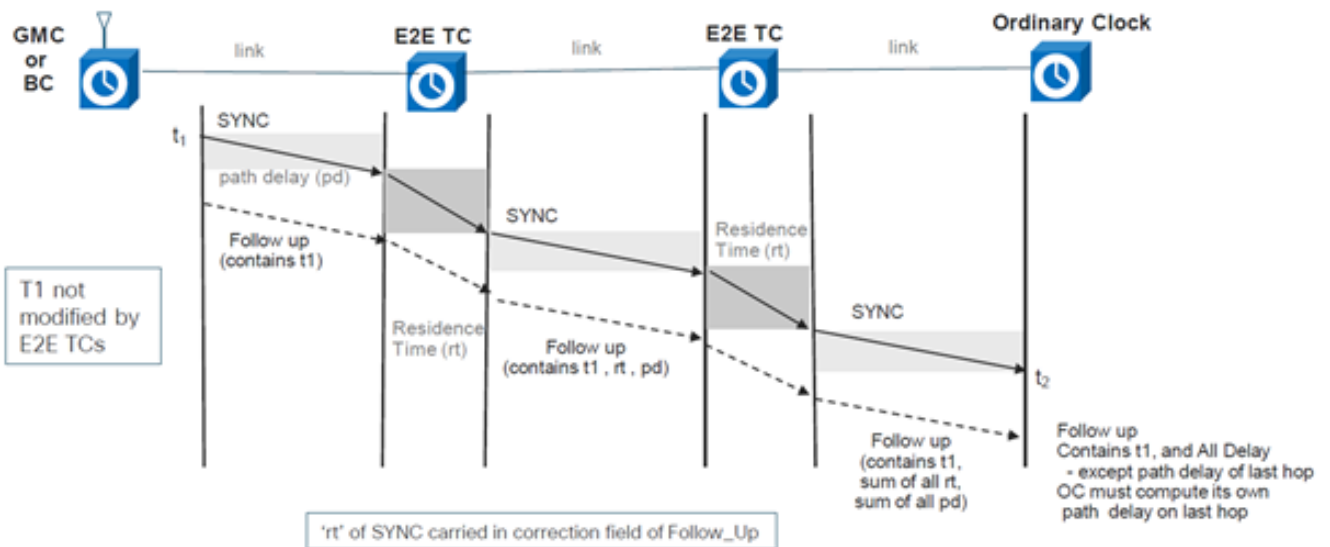 GMC
or
BC
link
E2E TC
link
E2E TC
link
Ordinary Clock
t1
SYNC
path delay (pd)
Follow up
(contains t1)
SYNC
Residence
Time (rt)
T1 not
modified by
E2E TCs
Residence
Time (rt)
Follow up
(contains t1 , rt , pd)
SYNC
t2
Follow up
(contains t1,
sum of all rt,
sum of all pd)
Follow up
Contains t1, and All Delay
- except path delay of last hop
OC must compute its own
path delay on last hop
'rt' of SYNC carried in correction field of Follow_Up